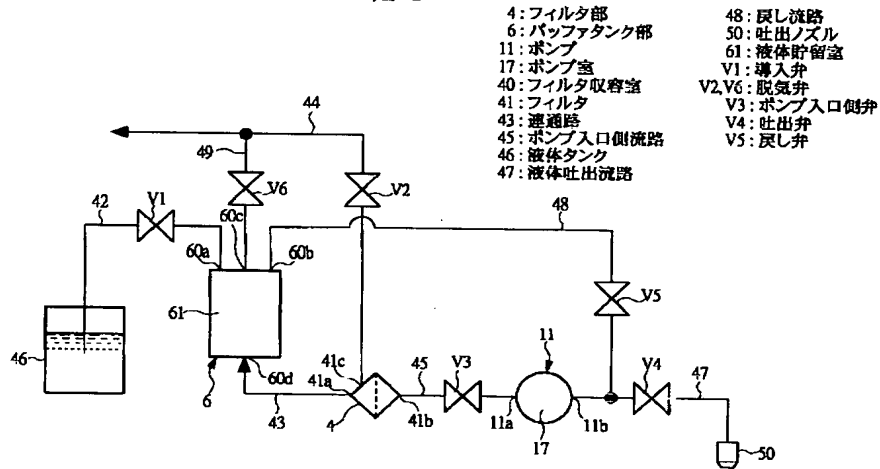 4:フィルタ部
6:バッファタンク部
11:ポンプ
17:ポンプ室
40:フィルタ収容室
41:フィルタ
43:連通路
45:ポンプ入口側流路
46:液体タンク
47:液体吐出流路
48:戻し流路
50:吐出ノズル
61:液体貯留室
V1:導入弁
V2,V6:脱気弁
V3:ポンプ入口側弁
V4:吐出弁
V5:戻し弁
44
49
V6
V2
42
V1
60c
48
60a
60b
V5
61
46
6
60d
43
41c
41a
4
41b
45
V3
11
11a
17
11b
V4
47
50